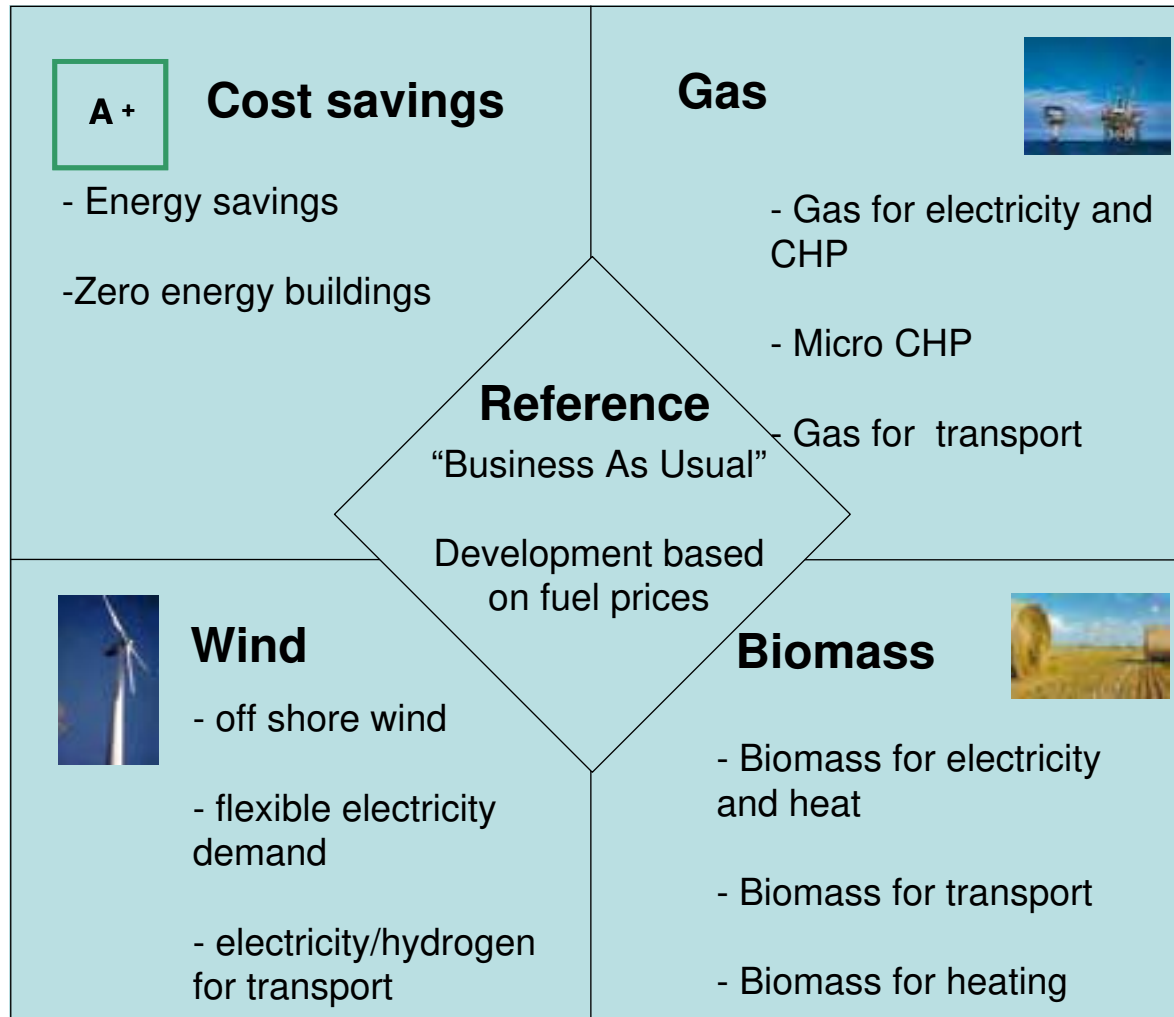 A +
Cost savings
- Energy savings
-Zero energy buildings
Gas
- Gas for electricity and
CHP
- Micro CHP
- Gas for transport
Reference
“Business As Usual”
Development based
on fuel prices
Wind
- off shore wind
- flexible electricity
demand
- electricity/hydrogen
for transport
Biomass
- Biomass for electricity
and heat
- Biomass for transport
- Biomass for heating